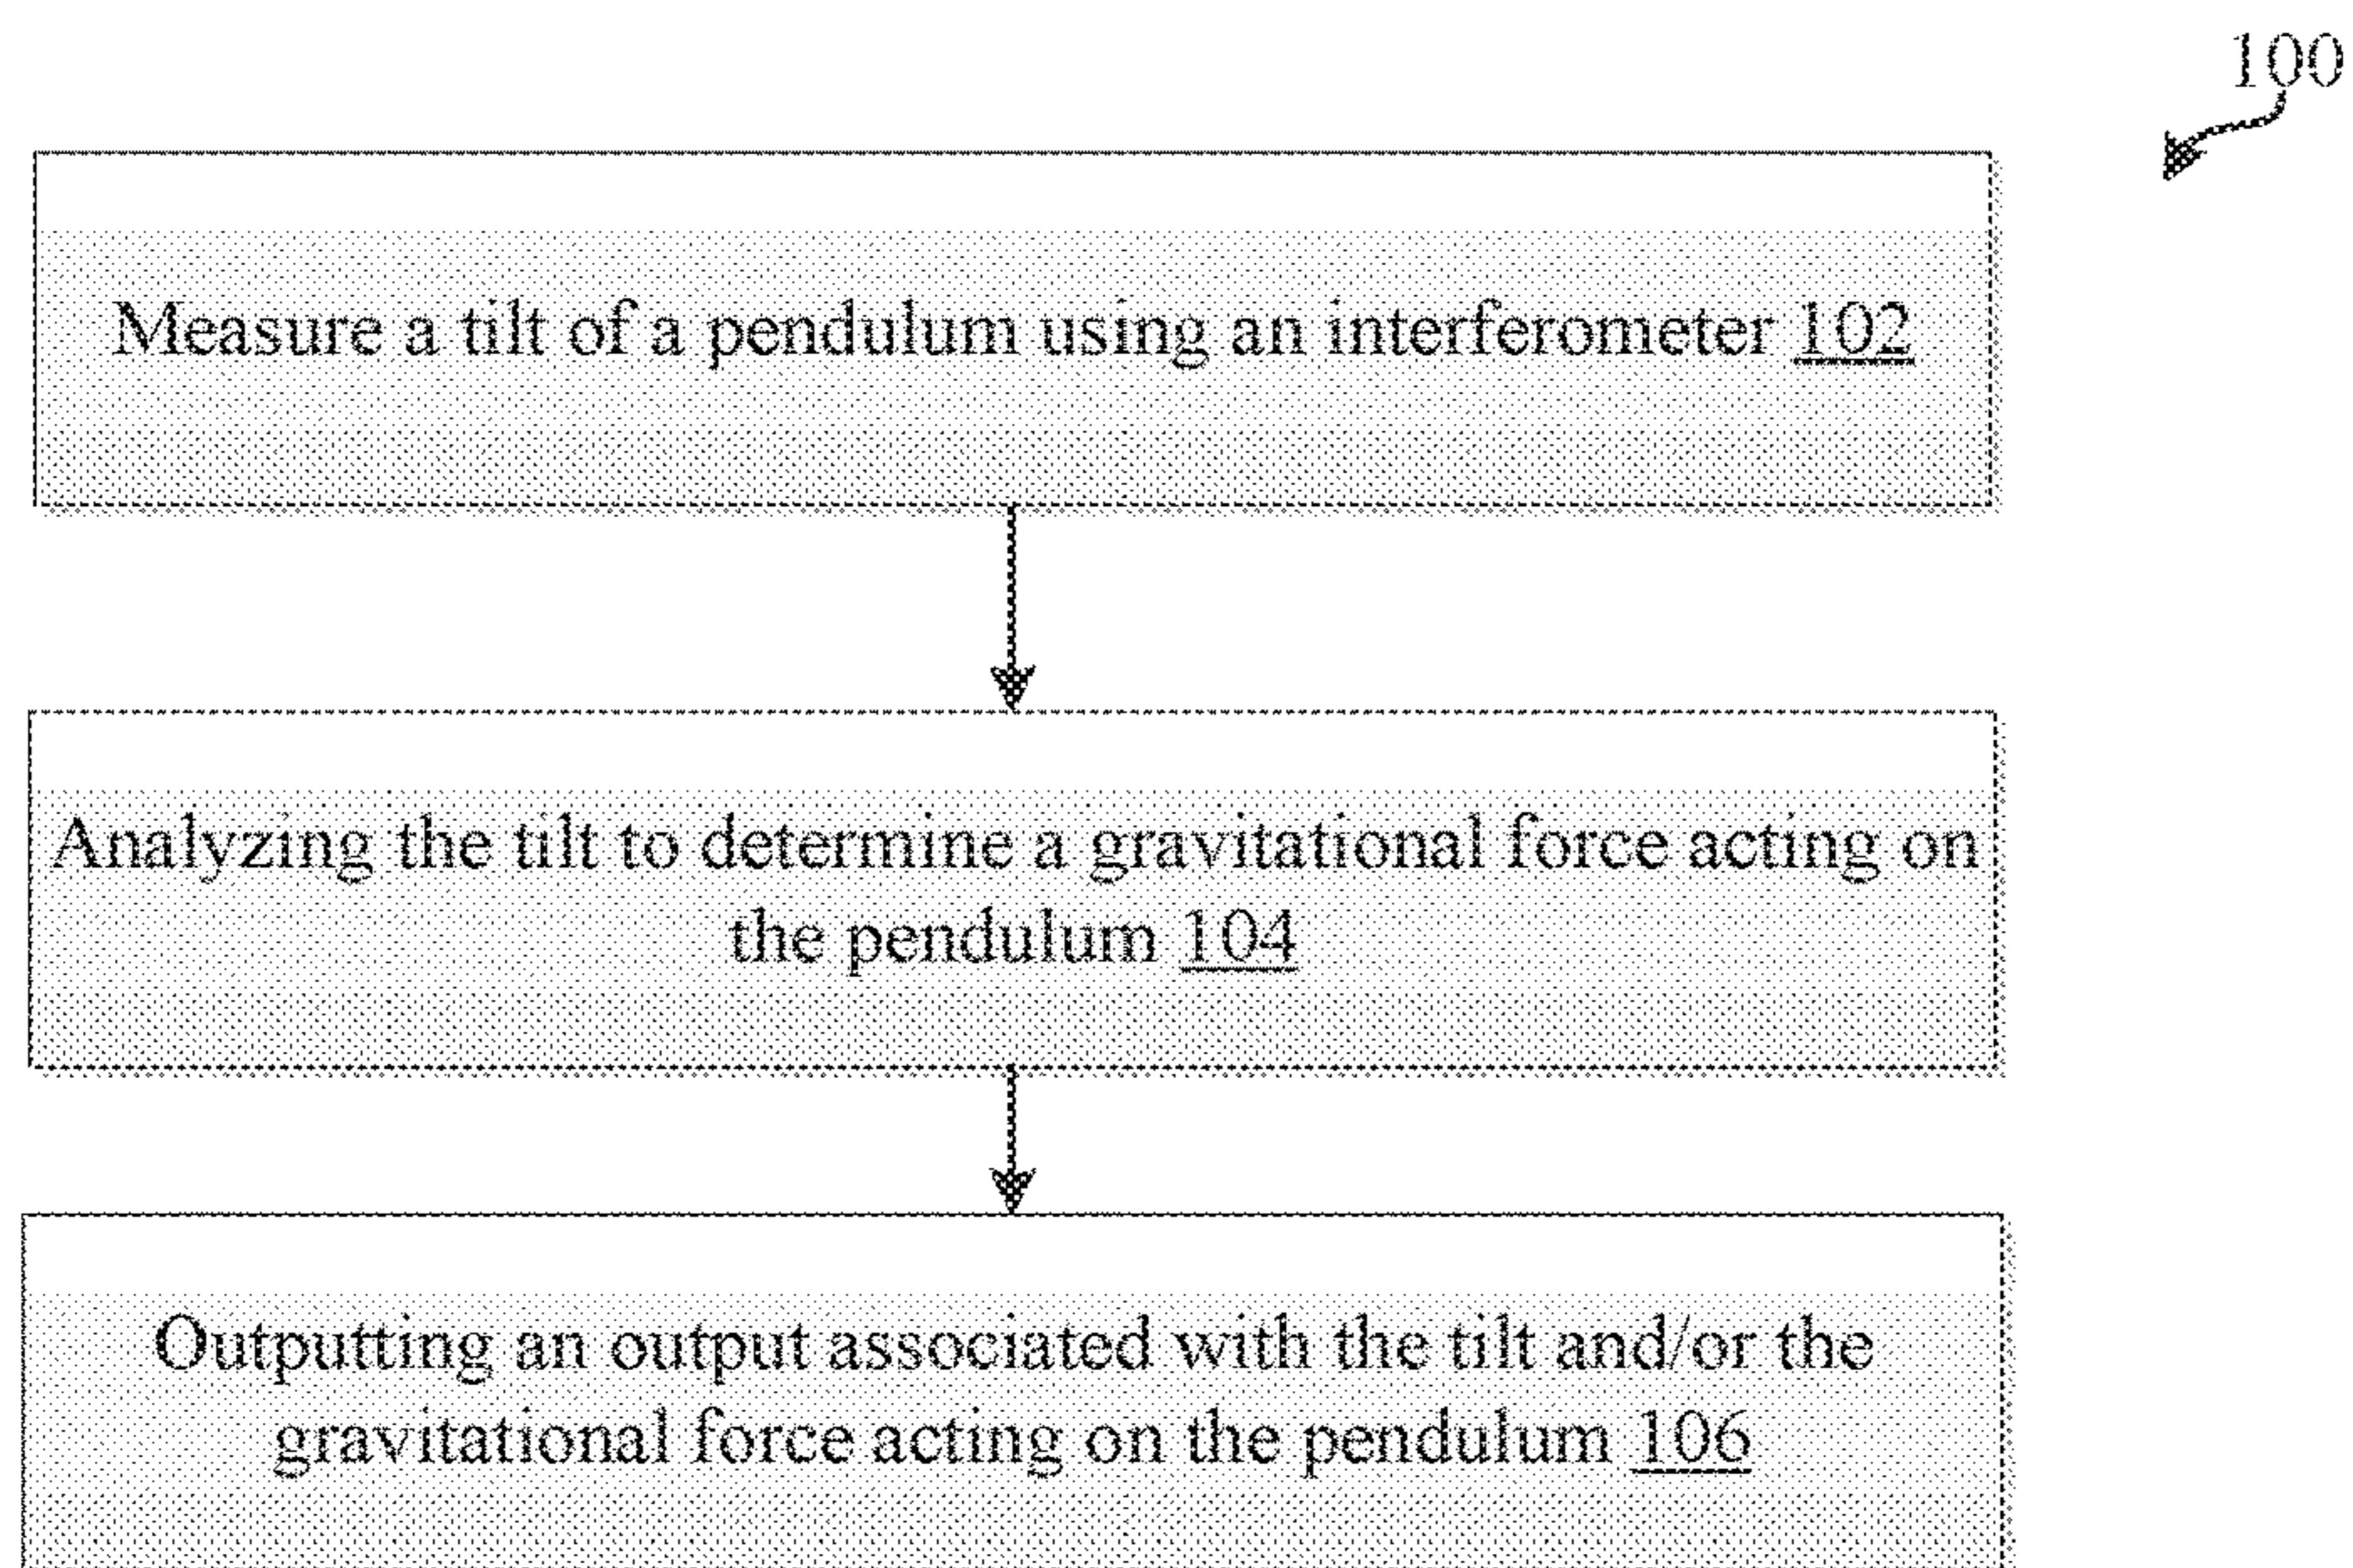 100
Measure a tilt of a pendulum using an interferometer 102
Analyzing the tilt to determine a gravitational force acting on
the pendulum 104
Outputting an output associated with the tilt and/or the
gravitational force acting on the pendulum 106